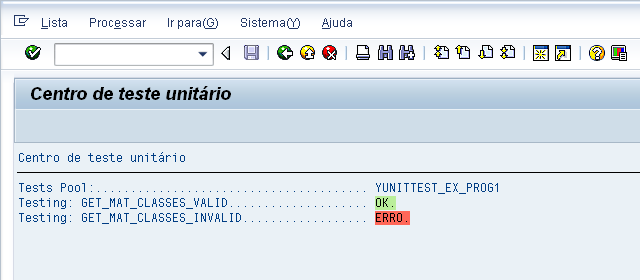 Lista Processar Ir para(G) Sistema(Y) Ajuda
Centro de teste unitário
Centro de teste unitário
Tests Pool:...................................... YUNITTEST_EX_PROG1
Testing: GET_MAT_CLASSES_VALID................... OK.
Testing: GET_MAT_CLASSES_INVALID................. ERRO.